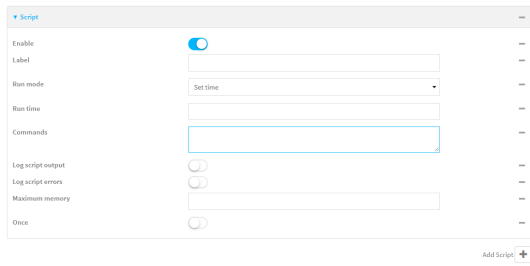 Script
Enable
Label
Run mode
Set time
Run time
Commands
Log script output
Log script errors
Maximum memory
Once
Add Script